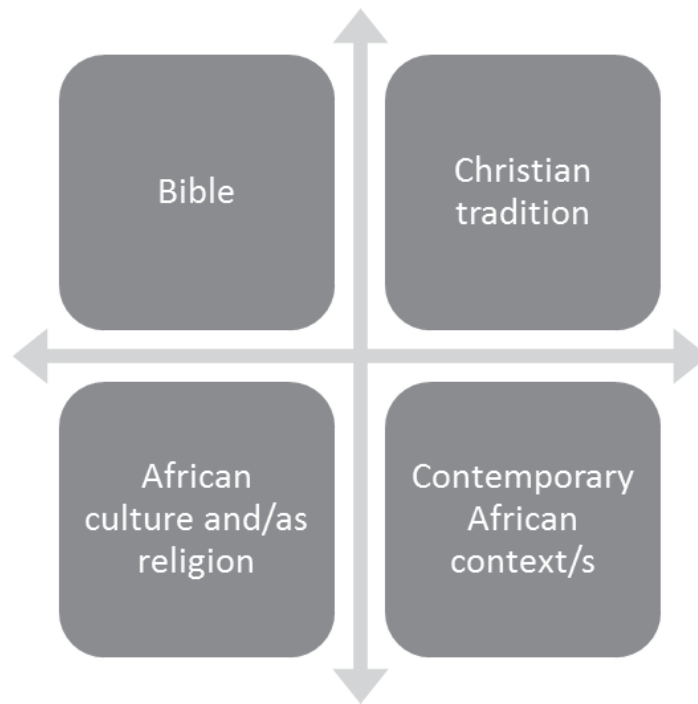 Bible
Christian
tradition
African
culture and/as
religion
Contemporary
African
context/s